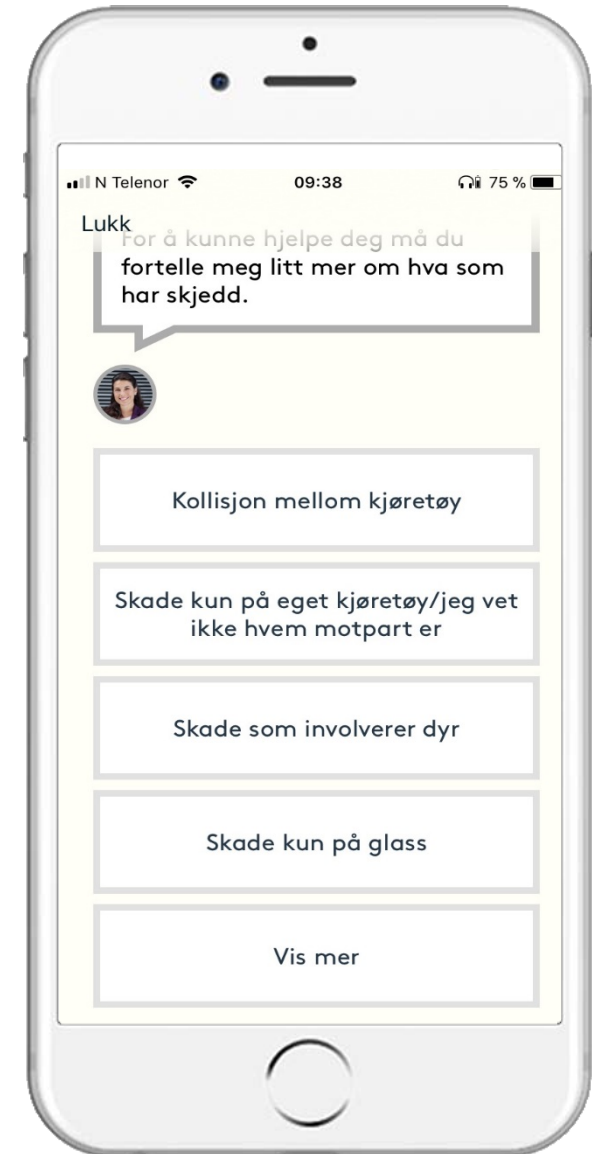 N Telenor 09:38 75 %
Lukk
For å kunne hjelpe deg må du
fortelle meg litt mer om hva som
har skjedd.
Kollisjon mellom kjøretøy
Skade kun på eget kjøretøy/jeg vet
ikke hvem motpart er
Skade som involverer dyr
Skade kun på glass
Vis mer